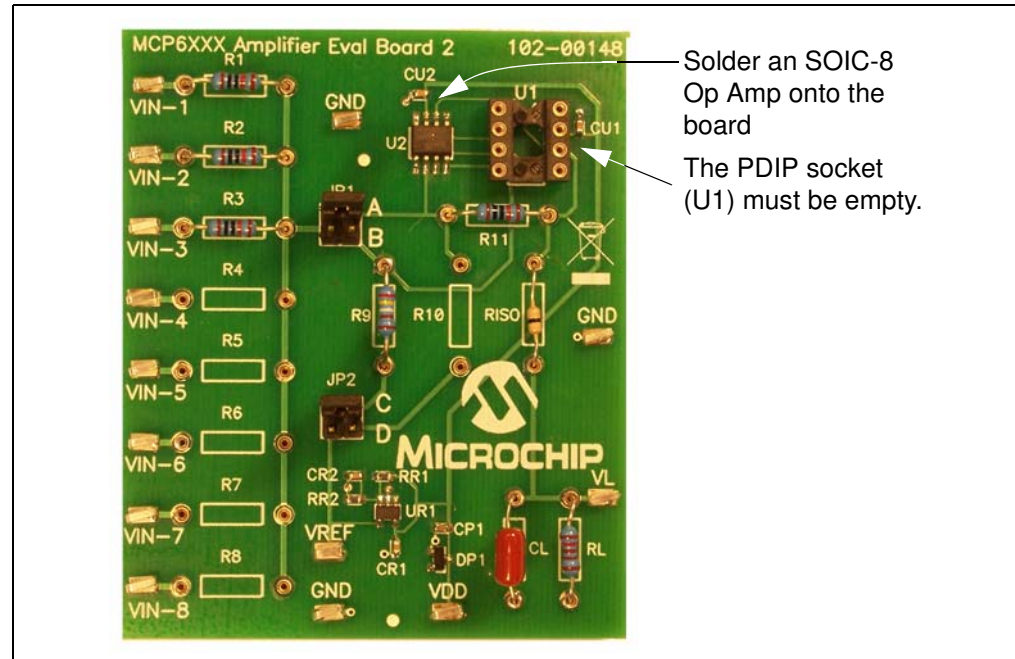 MCP6XXX Amplifier Eval Board 2 102-00148
R1
VIN-1
R2
VIN-2
R3
VIN-3
R4
VIN-4
R5
VIN-5
R6
VIN-6
R7
VIN-7
R8
VIN-8
GND
CU2
U2
U1
CU1
JP1
A
B
R11
R9
R10
RISO
GND
JP2
C
D
MICROCHIP
CR2
RR1
RR2
UR1
VREF
CR1
CP1
DP1
GND
VDD
CL
RL
VL
Solder an SOIC-8
Op Amp onto the
board
The PDIP socket
(U1) must be empty.